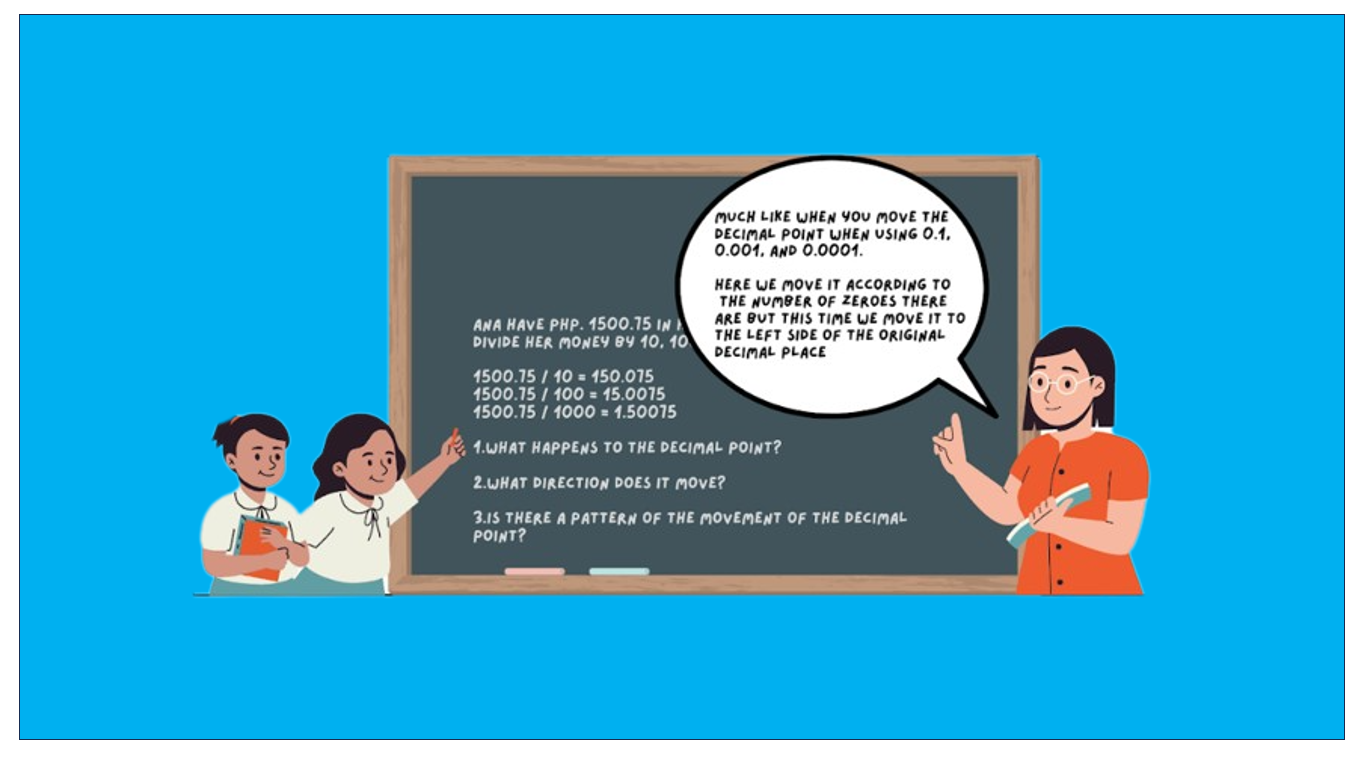 MUCH LIKE WHEN YOU MOVE THE
DECIMAL POINT WHEN USING 0.1,
0.001, AND 0.0001.
HERE WE MOVE IT ACCORDING TO
THE NUMBER OF ZEROES THERE
ARE BUT THIS TIME WE MOVE IT TO
THE LEFT SIDE OF THE ORIGINAL
DECIMAL PLACE
ANA HAVE PHP. 1500.75 IN
DIVIDE HER MONEY BY 10, 10
1500.75 / 10 = 150.075
1500.75 / 100 = 15.0075
1500.75 / 1000 = 1.50075
1.WHAT HAPPENS TO THE DECIMAL POINT?
2.WHAT DIRECTION DOES IT MOVE?
3.IS THERE A PATTERN OF THE MOVEMENT OF THE DECIMAL
POINT?